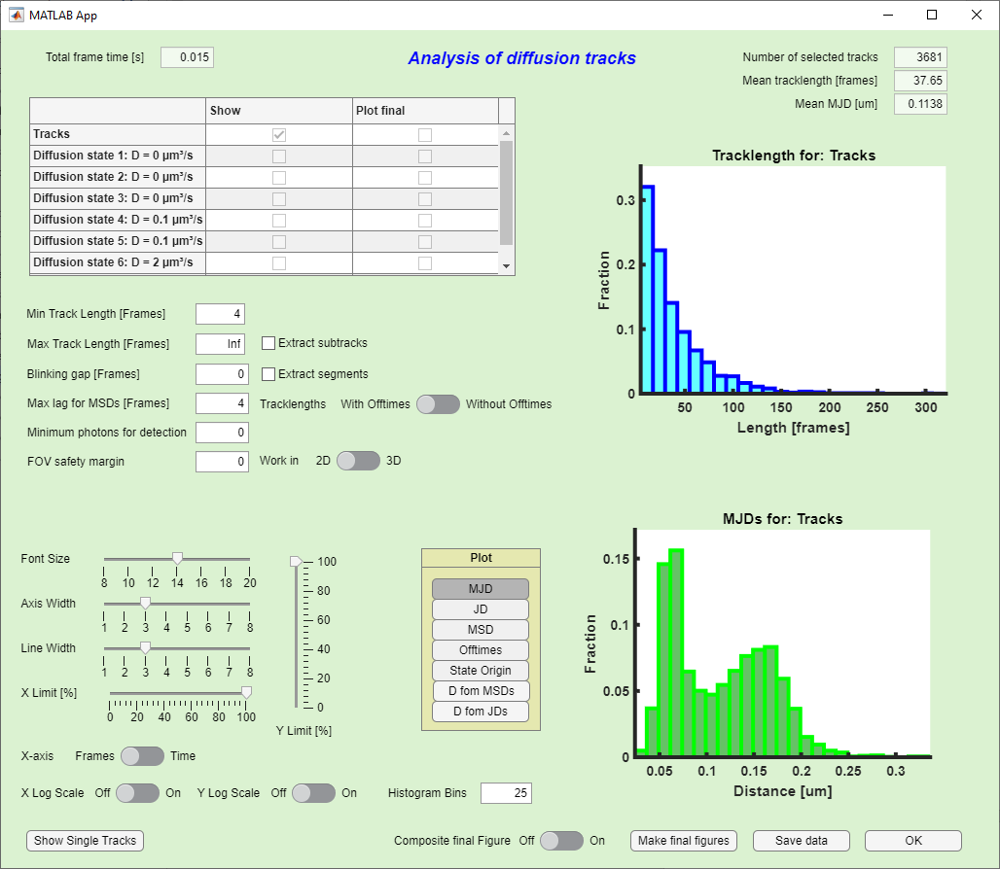 MATLAB App
Total frame time [s] 0.015
Analysis of diffusion tracks
Number of selected tracks 3681
Mean tracklength [frames] 37.65
Mean MJD [um] 0.1138
Show Plot final
Tracks
Diffusion state 1: D = 0 µm³/s
Diffusion state 2: D = 0 µm³/s
Diffusion state 3: D = 0 µm³/s
Diffusion state 4: D = 0.1 µm³/s
Diffusion state 5: D = 0.1 µm³/s
Diffusion state 6: D = 2 µm³/s
Tracklength for: Tracks
0.3
0.2
0.1
0
Fraction
50 100 150 200 250 300
Length [frames]
Min Track Length [Frames] 4
Max Track Length [Frames] Inf Extract subtracks
Blinking gap [Frames] 0 Extract segments
Max lag for MSDs [Frames] 4 Tracklengths With Offtimes Without Offtimes
Minimum photons for detection 0
FOV safety margin 0 Work in 2D 3D
Font Size
8 10 12 14 16 18 20
Axis Width
1 2 3 4 5 6 7 8
Line Width
1 2 3 4 5 6 7 8
X Limit [%]
0 20 40 60 80 100
100
80
60
40
20
0
Y Limit [%]
Plot
MJD
JD
MSD
Offtimes
State Origin
D fom MSDs
D fom JDs
MJDs for: Tracks
0.15
0.1
0.05
0
Fraction
0.05 0.1 0.15 0.2 0.25 0.3
Distance [um]
X-axis Frames Time
X Log Scale Off On Y Log Scale Off On Histogram Bins 25
Show Single Tracks Composite final Figure Off On Make final figures Save data OK